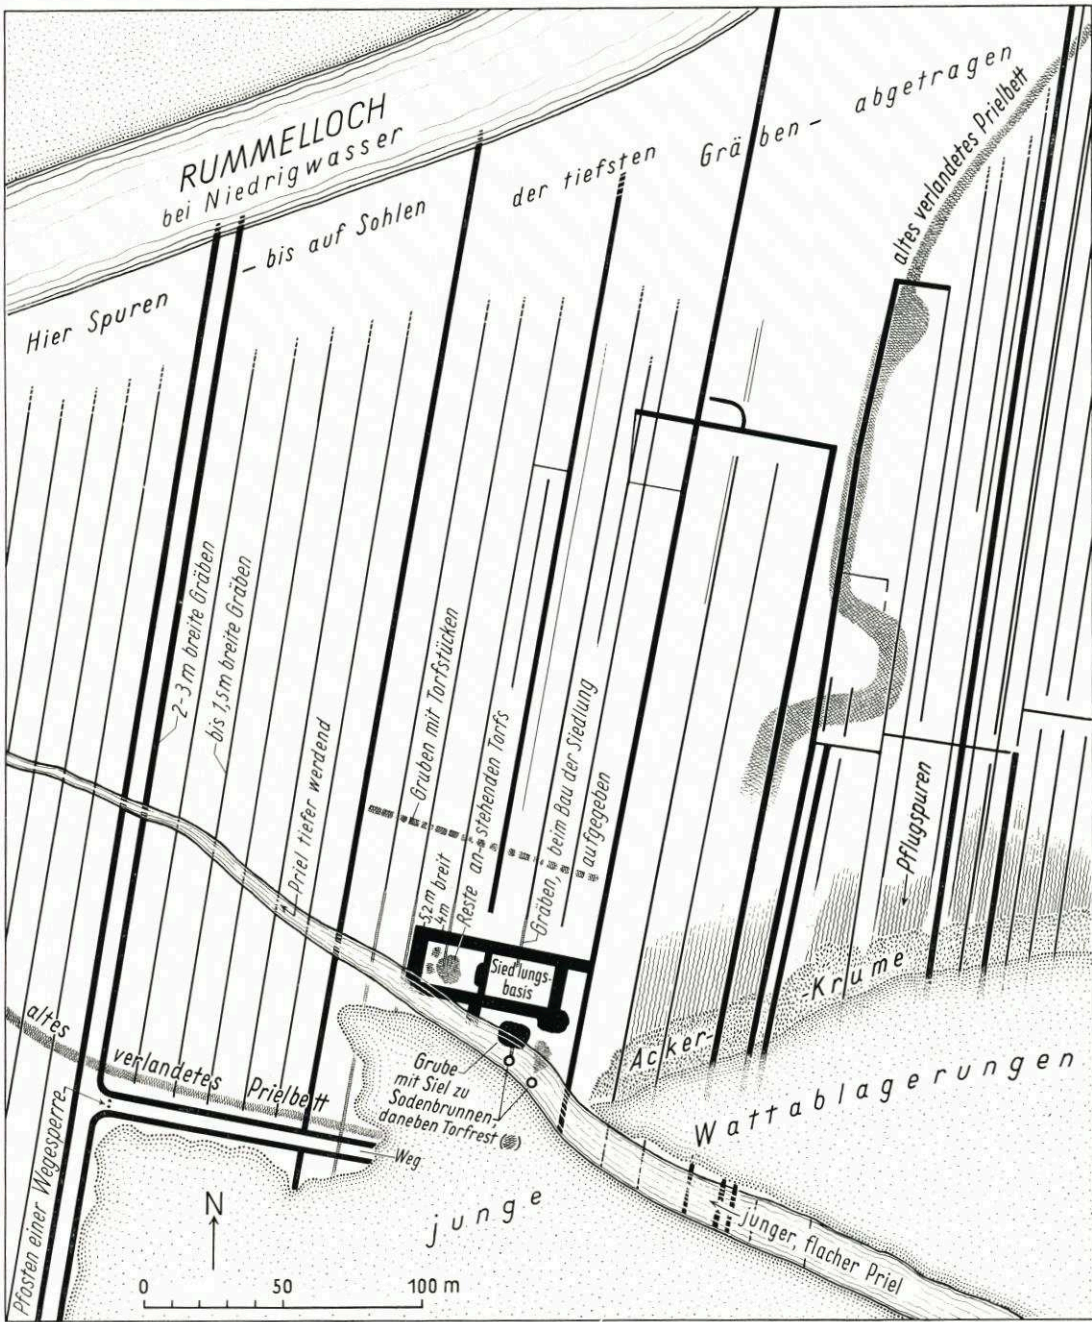 RUMMELLOCH
bei Niedrigwasser
Hier Spuren
– bis auf Sohlen
der tiefsten
Gräben –
abgetragen
altes verlandetes Prielbett
2-3 m breite Gräben
bis 1,5 m breite Gräben
Priel tiefer werdend
Gruben mit Torfstücken
5,2 m
4 m breit
Reste an-stehenden Torfs
Gräben, beim Bau der Siedlung
aufgegeben
Pflugspuren
Siedlungs-
basis
Acker-
-Krume
Wattablagerungen
altes
verlandetes
Prielbett
Grube
mit Siel zu
Sodenbrunnen,
daneben Torfrest ( )
Weg
Pfosten einer Wegesperre
junge
junger flacher Priel
N
0 50 100 m